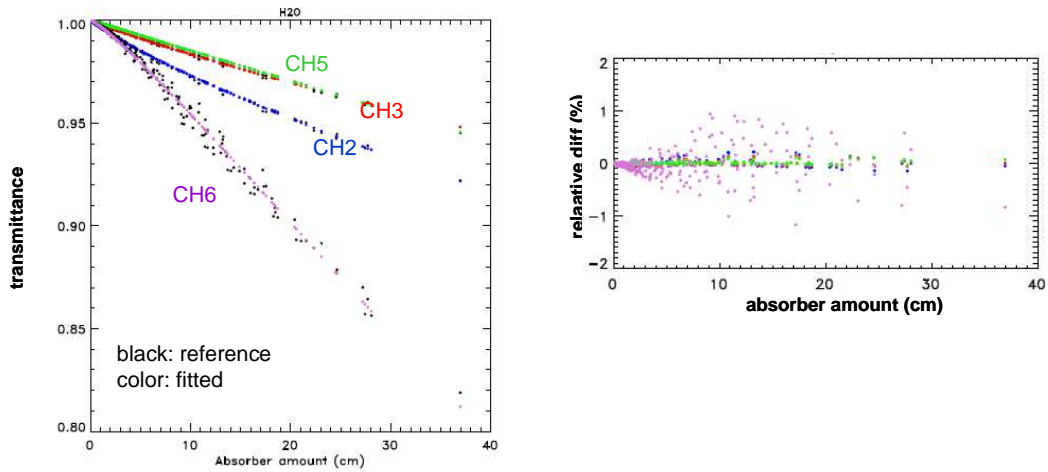 H2O
1.00
0.95
0.90
0.85
0.80
transmittance
CH5
CH3
CH2
CH6
black: reference
color: fitted
0 10 20 30 40
Absorber amount (cm)
relaative diff (%)
2
1
0
-1
-2
0 10 20 30 40
absorber amount (cm)